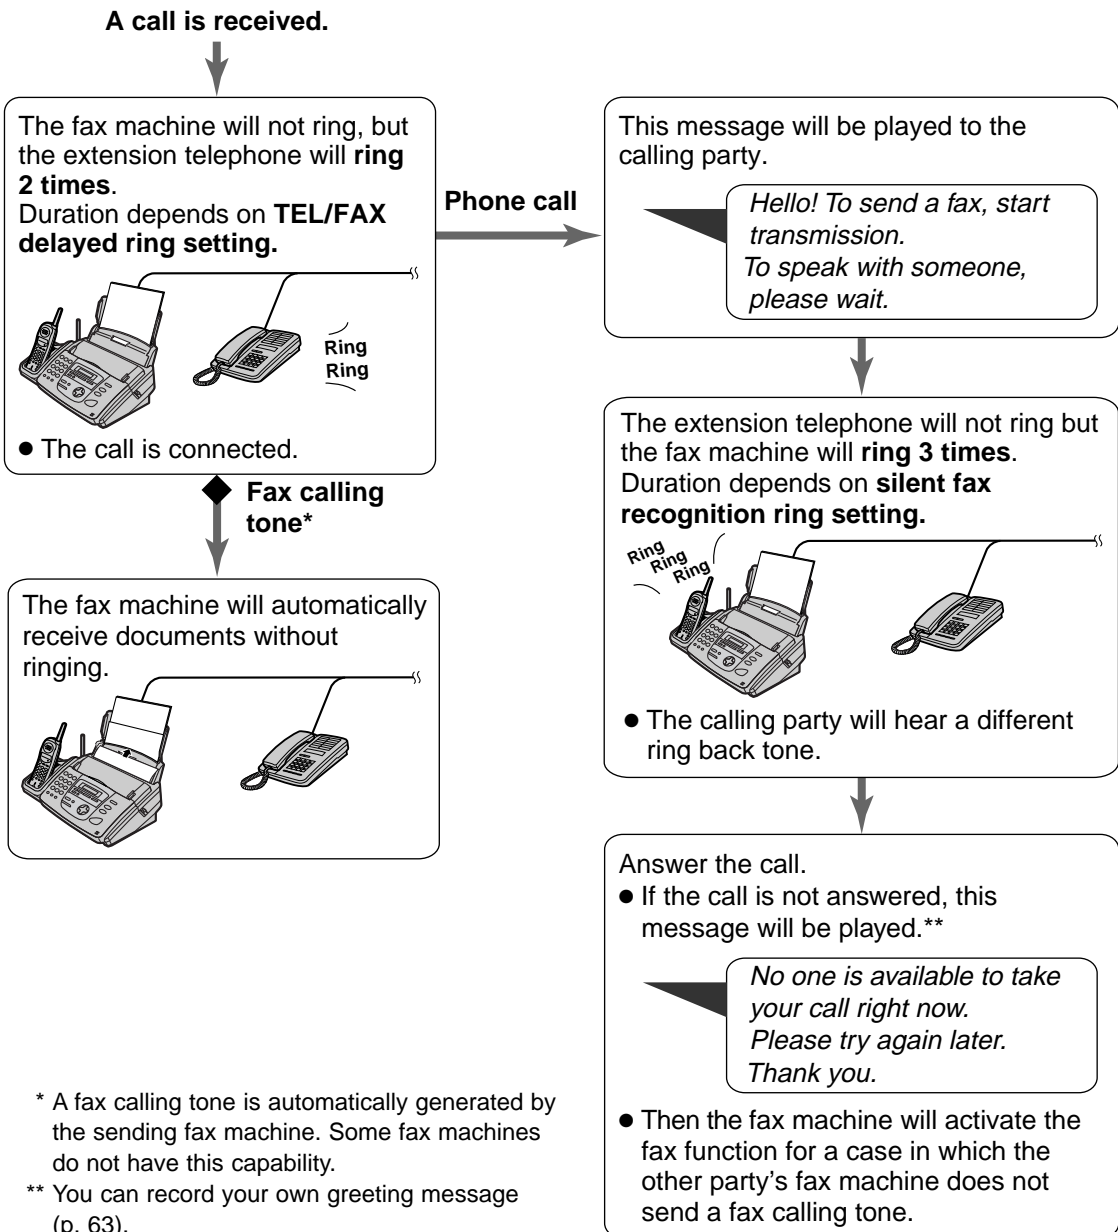 A call is received.
The fax machine will not ring, but
the extension telephone will ring
2 times.
Duration depends on TEL/FAX
delayed ring setting.
Ring
Ring
● The call is connected.
Phone call
This message will be played to the
calling party.
Hello! To send a fax, start
transmission.
To speak with someone,
please wait.
Fax calling
tone*
The fax machine will automatically
receive documents without
ringing.
The extension telephone will not ring but
the fax machine will ring 3 times.
Duration depends on silent fax
recognition ring setting.
Ring
Ring
Ring
● The calling party will hear a different
ring back tone.
Answer the call.
● If the call is not answered, this
message will be played.**
No one is available to take
your call right now.
Please try again later.
Thank you.
● Then the fax machine will activate the
fax function for a case in which the
other party's fax machine does not
send a fax calling tone.
* A fax calling tone is automatically generated by
the sending fax machine. Some fax machines
do not have this capability.
** You can record your own greeting message
(p. 63).